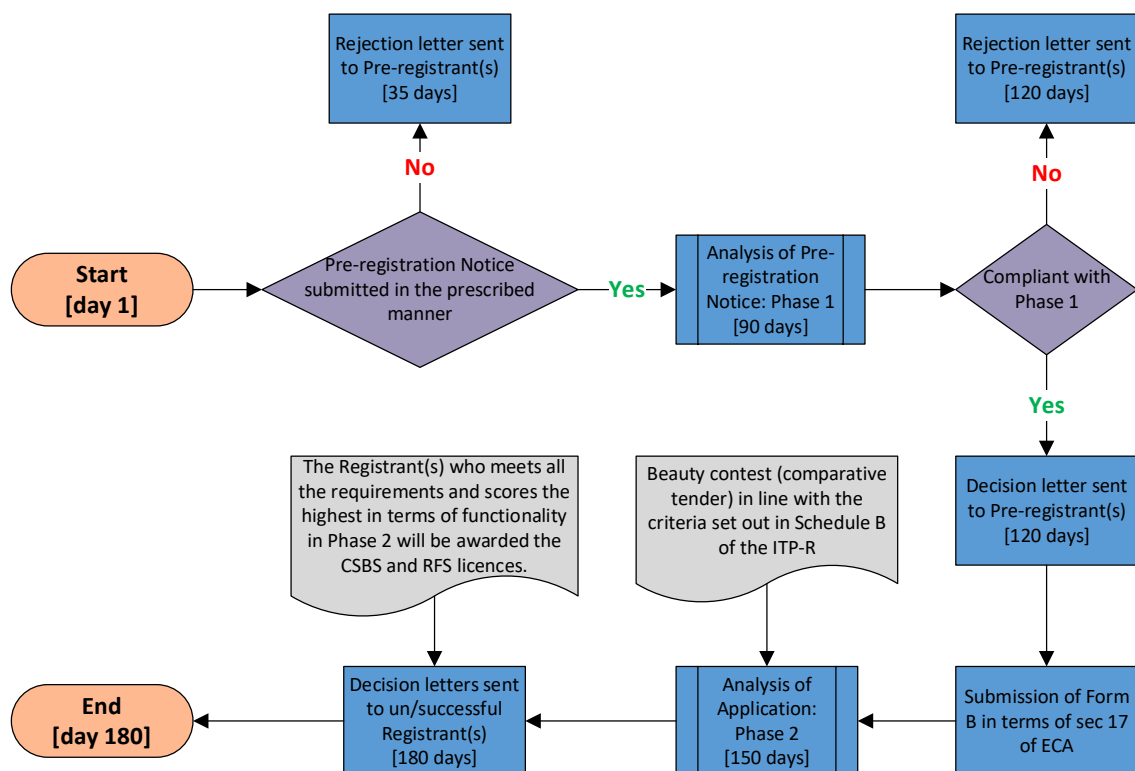 Rejection letter sent
to Pre-registrant(s)
[35 days]
Rejection letter sent
to Pre-registrant(s)
[120 days]
No
No
Start
[day 1]
Pre-registration Notice
submitted in the prescribed
manner
Yes
Analysis of Pre-
registration
Notice: Phase 1
[90 days]
Compliant with
Phase 1
Yes
The Registrant(s) who meets all
the requirements and scores the
highest in terms of functionality
in Phase 2 will be awarded the
CSBS and RFS licences.
Beauty contest (comparative
tender) in line with the
criteria set out in Schedule B
of the ITP-R
Decision letter sent
to Pre-registrant(s)
[120 days]
End
[day 180]
Decision letters sent
to un/successful
Registrant(s)
[180 days]
Analysis of
Application:
Phase 2
[150 days]
Submission of Form
B in terms of sec 17
of ECA